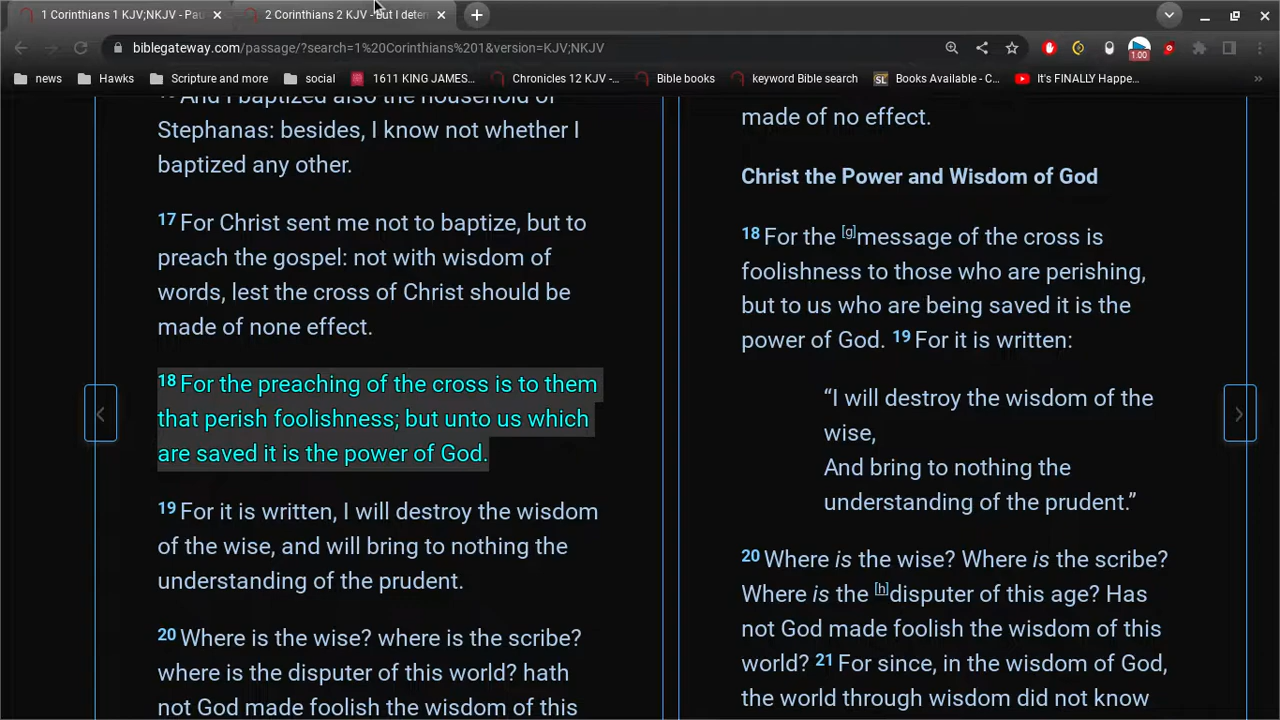 1 Corinthians 1 KJV;NKJV - Pau
2 Corinthians 2 KJV - But I deter
biblegateway.com/passage/?search=1%20Corinthians%201&version=KJV;NKJV
1.00
news
Hawks
Scripture and more
social
1611 KING JAMES...
Chronicles 12 KJV -...
Bible books
keyword Bible search
SL
Books Available - C...
It's FINALLY Happe...
»
And I baptized also the household of
Stephanas: besides, I know not whether I
baptized any other.
17 For Christ sent me not to baptize, but to
preach the gospel: not with wisdom of
words, lest the cross of Christ should be
made of none effect.
18 For the preaching of the cross is to them
that perish foolishness; but unto us which
are saved it is the power of God.
19 For it is written, I will destroy the wisdom
of the wise, and will bring to nothing the
understanding of the prudent.
20 Where is the wise? where is the scribe?
where is the disputer of this world? hath
not God made foolish the wisdom of this
made of no effect.
Christ the Power and Wisdom of God
18 For the [g]message of the cross is
foolishness to those who are perishing,
but to us who are being saved it is the
power of God. 19 For it is written:
“I will destroy the wisdom of the
wise,
And bring to nothing the
understanding of the prudent.”
20 Where is the wise? Where is the scribe?
Where is the [h]disputer of this age? Has
not God made foolish the wisdom of this
world? 21 For since, in the wisdom of God,
the world through wisdom did not know